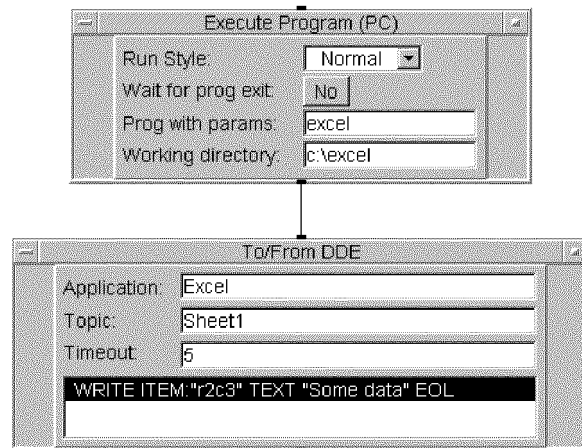 Execute Program (PC)
Run Style: Normal
Wait for prog exit: No
Prog with params: excel
Working directory: c:\excel
To/From DDE
Application: Excel
Topic: Sheet1
Timeout: 5
WRITE ITEM:"r2c3" TEXT "Some data" EOL